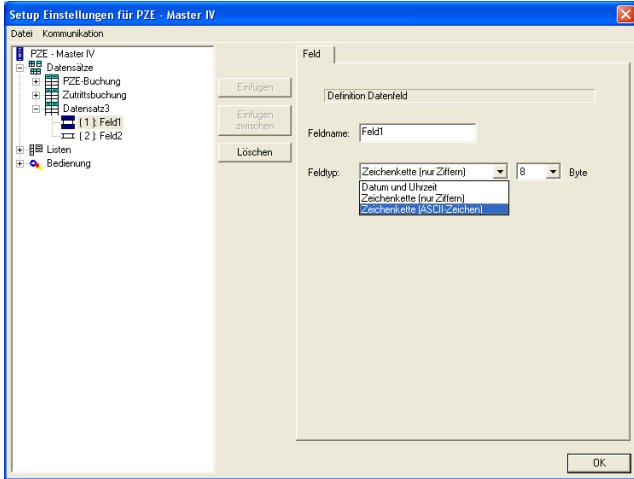 Setup Einstellungen für PZE - Master IV
Datei Kommunikation
PZE - Master IV
Datensätze
PZE-Buchung
Zutrittsbuchung
Datensatz3
( 1 ): Feld1
( 2 ): Feld2
Listen
Bedienung
Einfügen
Einfügen
zwischen
Löschen
Feld
Definition Datenfeld
Feldname: Feld1
Feldtyp: Zeichenkette (nur Ziffern) 8 Byte
Datum und Uhrzeit
Zeichenkette (nur Ziffern)
Zeichenkette (ASCII-Zeichen)
OK